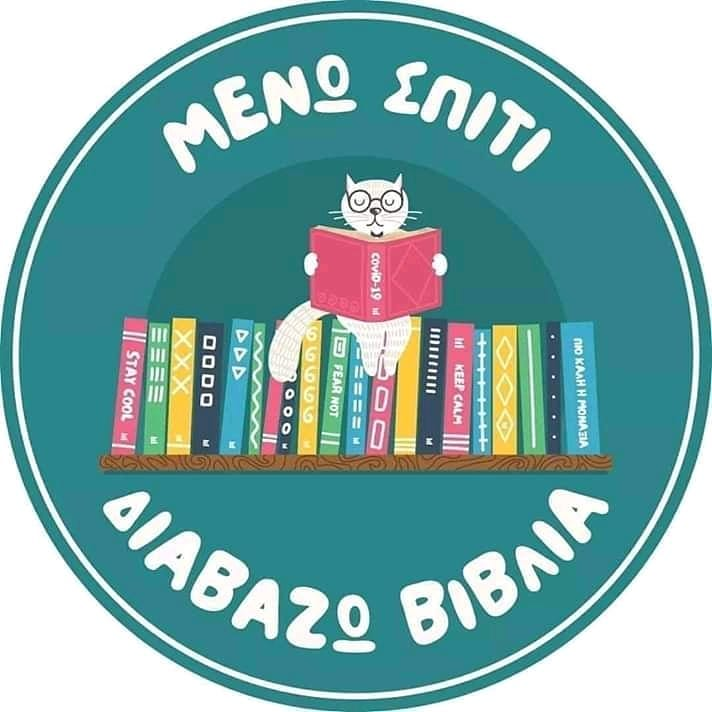 ΜΕΝΩ ΣΠΙΤΙ
COVID-19
STAY COOL
FEAR NOT
KEEP CALM
ΠΙΟ ΚΑΛΗ Η ΜΟΝΑΞΙΑ
ΔΙΑΒΑΖΩ ΒΙΒΛΙΑ